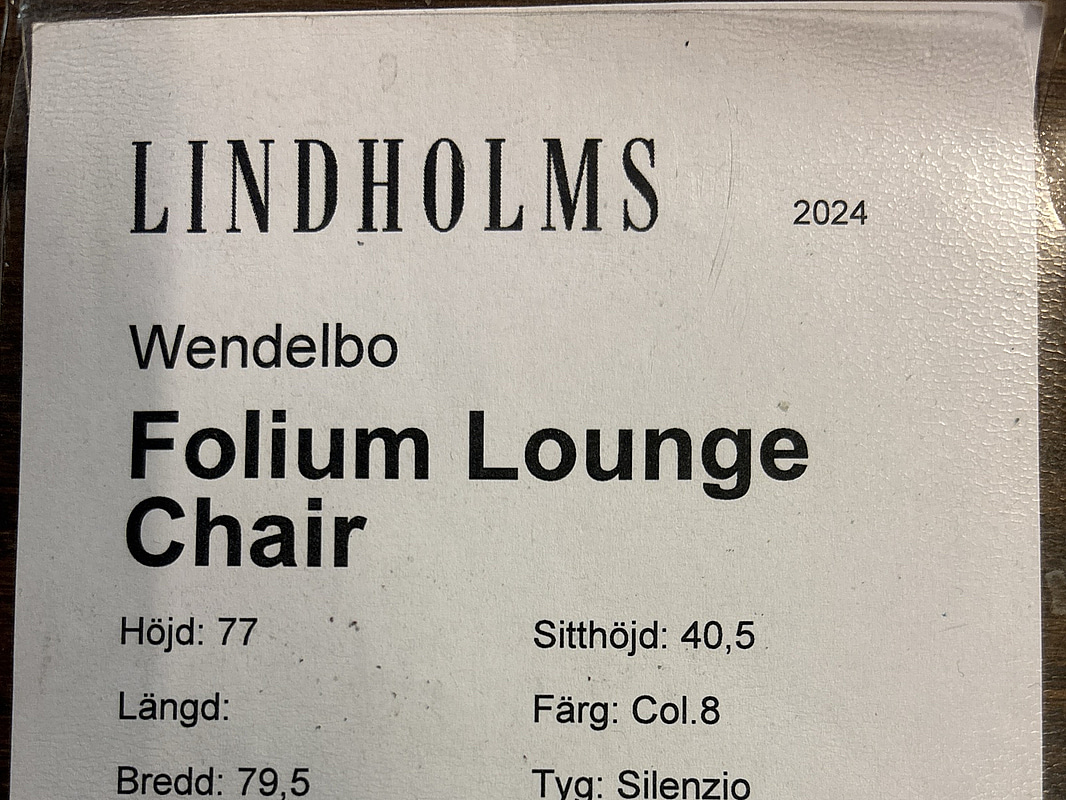 LINDHOLMS 2024
Wendelbo
Folium Lounge
Chair
Höjd: 77 Sitthöjd: 40,5
Längd: Färg: Col.8
Bredd: 79,5 Tyg: Silenzio